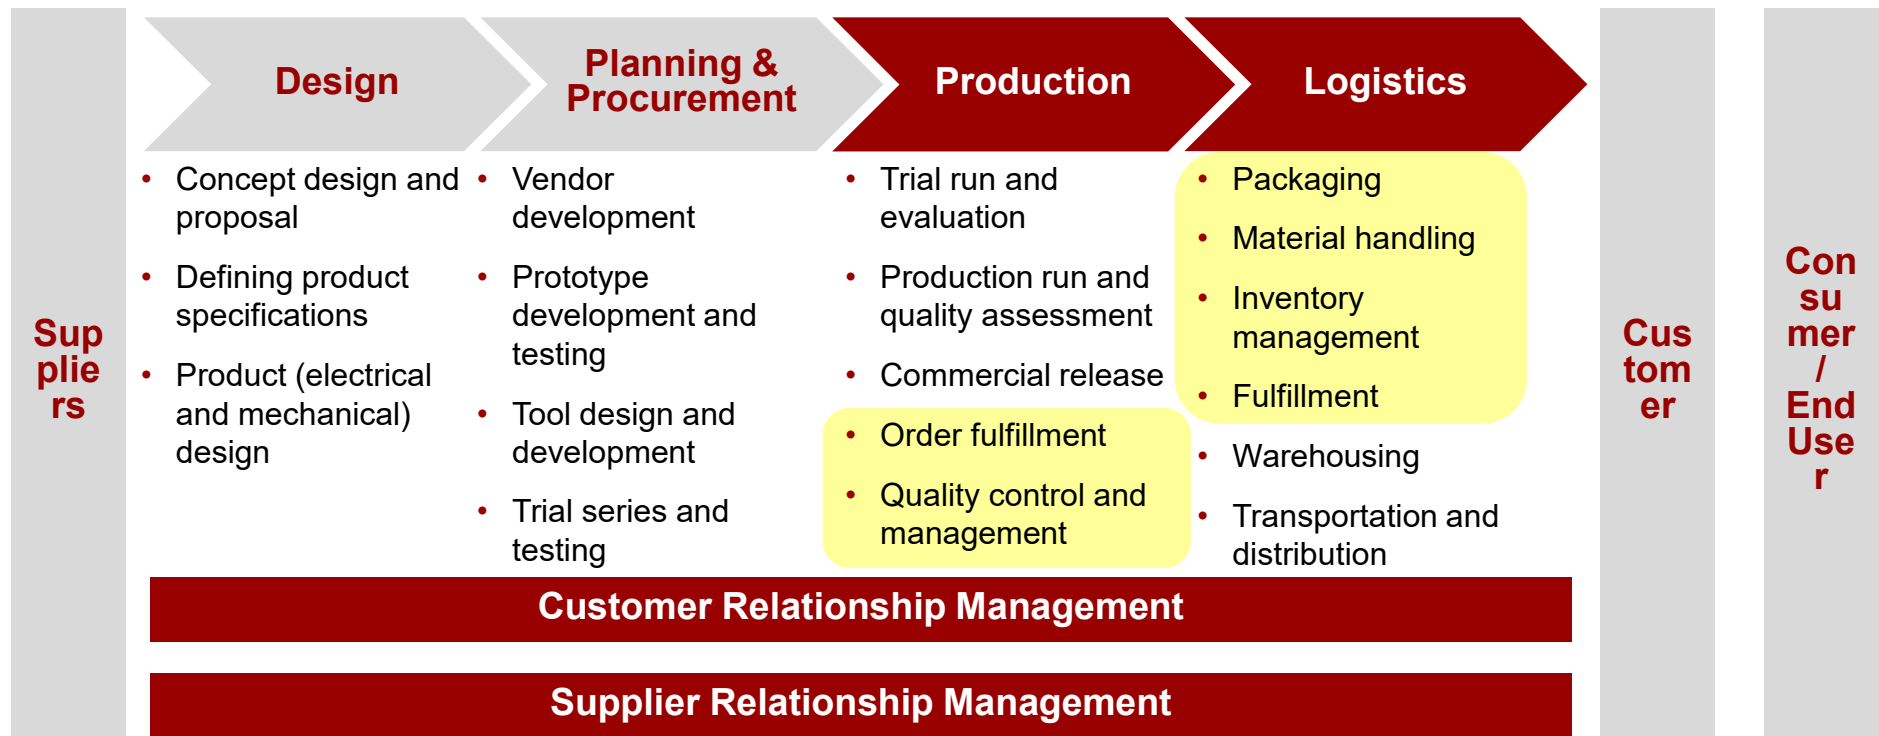 Sup
plie
rs
Design
Planning &
Procurement
Production
Logistics
• Concept design and
proposal
• Defining product
specifications
• Product (electrical
and mechanical)
design
• Vendor
development
• Prototype
development and
testing
• Tool design and
development
• Trial series and
testing
• Trial run and
evaluation
• Production run and
quality assessment
• Commercial release
• Order fulfillment
• Quality control and
management
• Packaging
• Material handling
• Inventory
management
• Fulfillment
• Warehousing
• Transportation and
distribution
Customer Relationship Management
Supplier Relationship Management
Cus
tom
er
Con
su
mer
/
End
Use
r